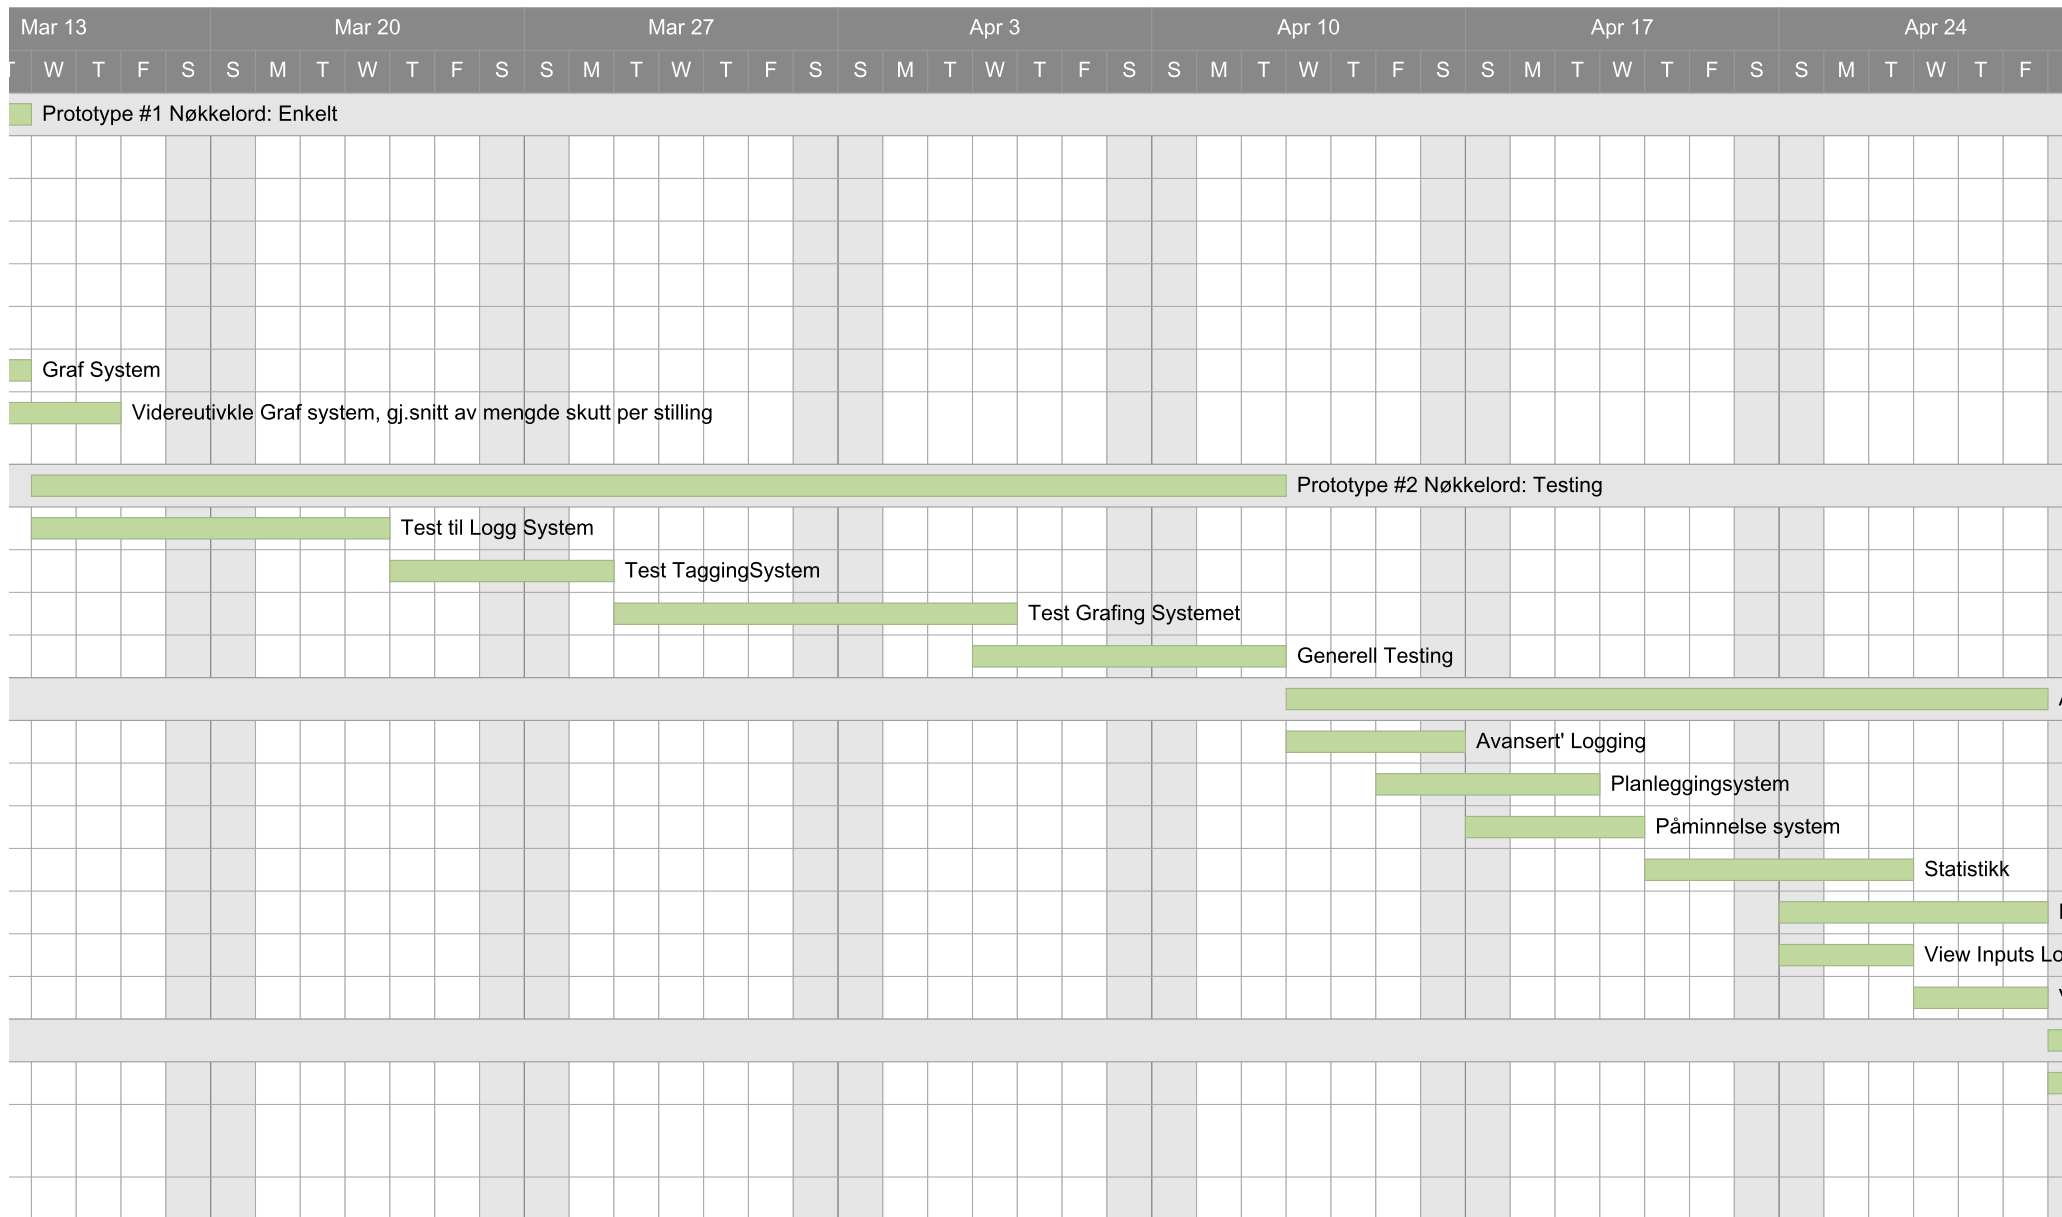 Mar 13 Mar 20 Mar 27 Apr 3 Apr 10 Apr 17 Apr 24
T W T F S S M T W T F S S M T W T F S S M T W T F S S M T W T F S S M T W T F S S M T W T F
Prototype #1 Nøkkelord: Enkelt
Graf System
Videreutivkle Graf system, gj.snitt av mengde skutt per stilling
Prototype #2 Nøkkelord: Testing
Test til Logg System
Test TaggingSystem
Test Grafing Systemet
Generell Testing
Avansert' Logging
Planleggingsystem
Påminnelse system
Statistikk
View Inputs Lo